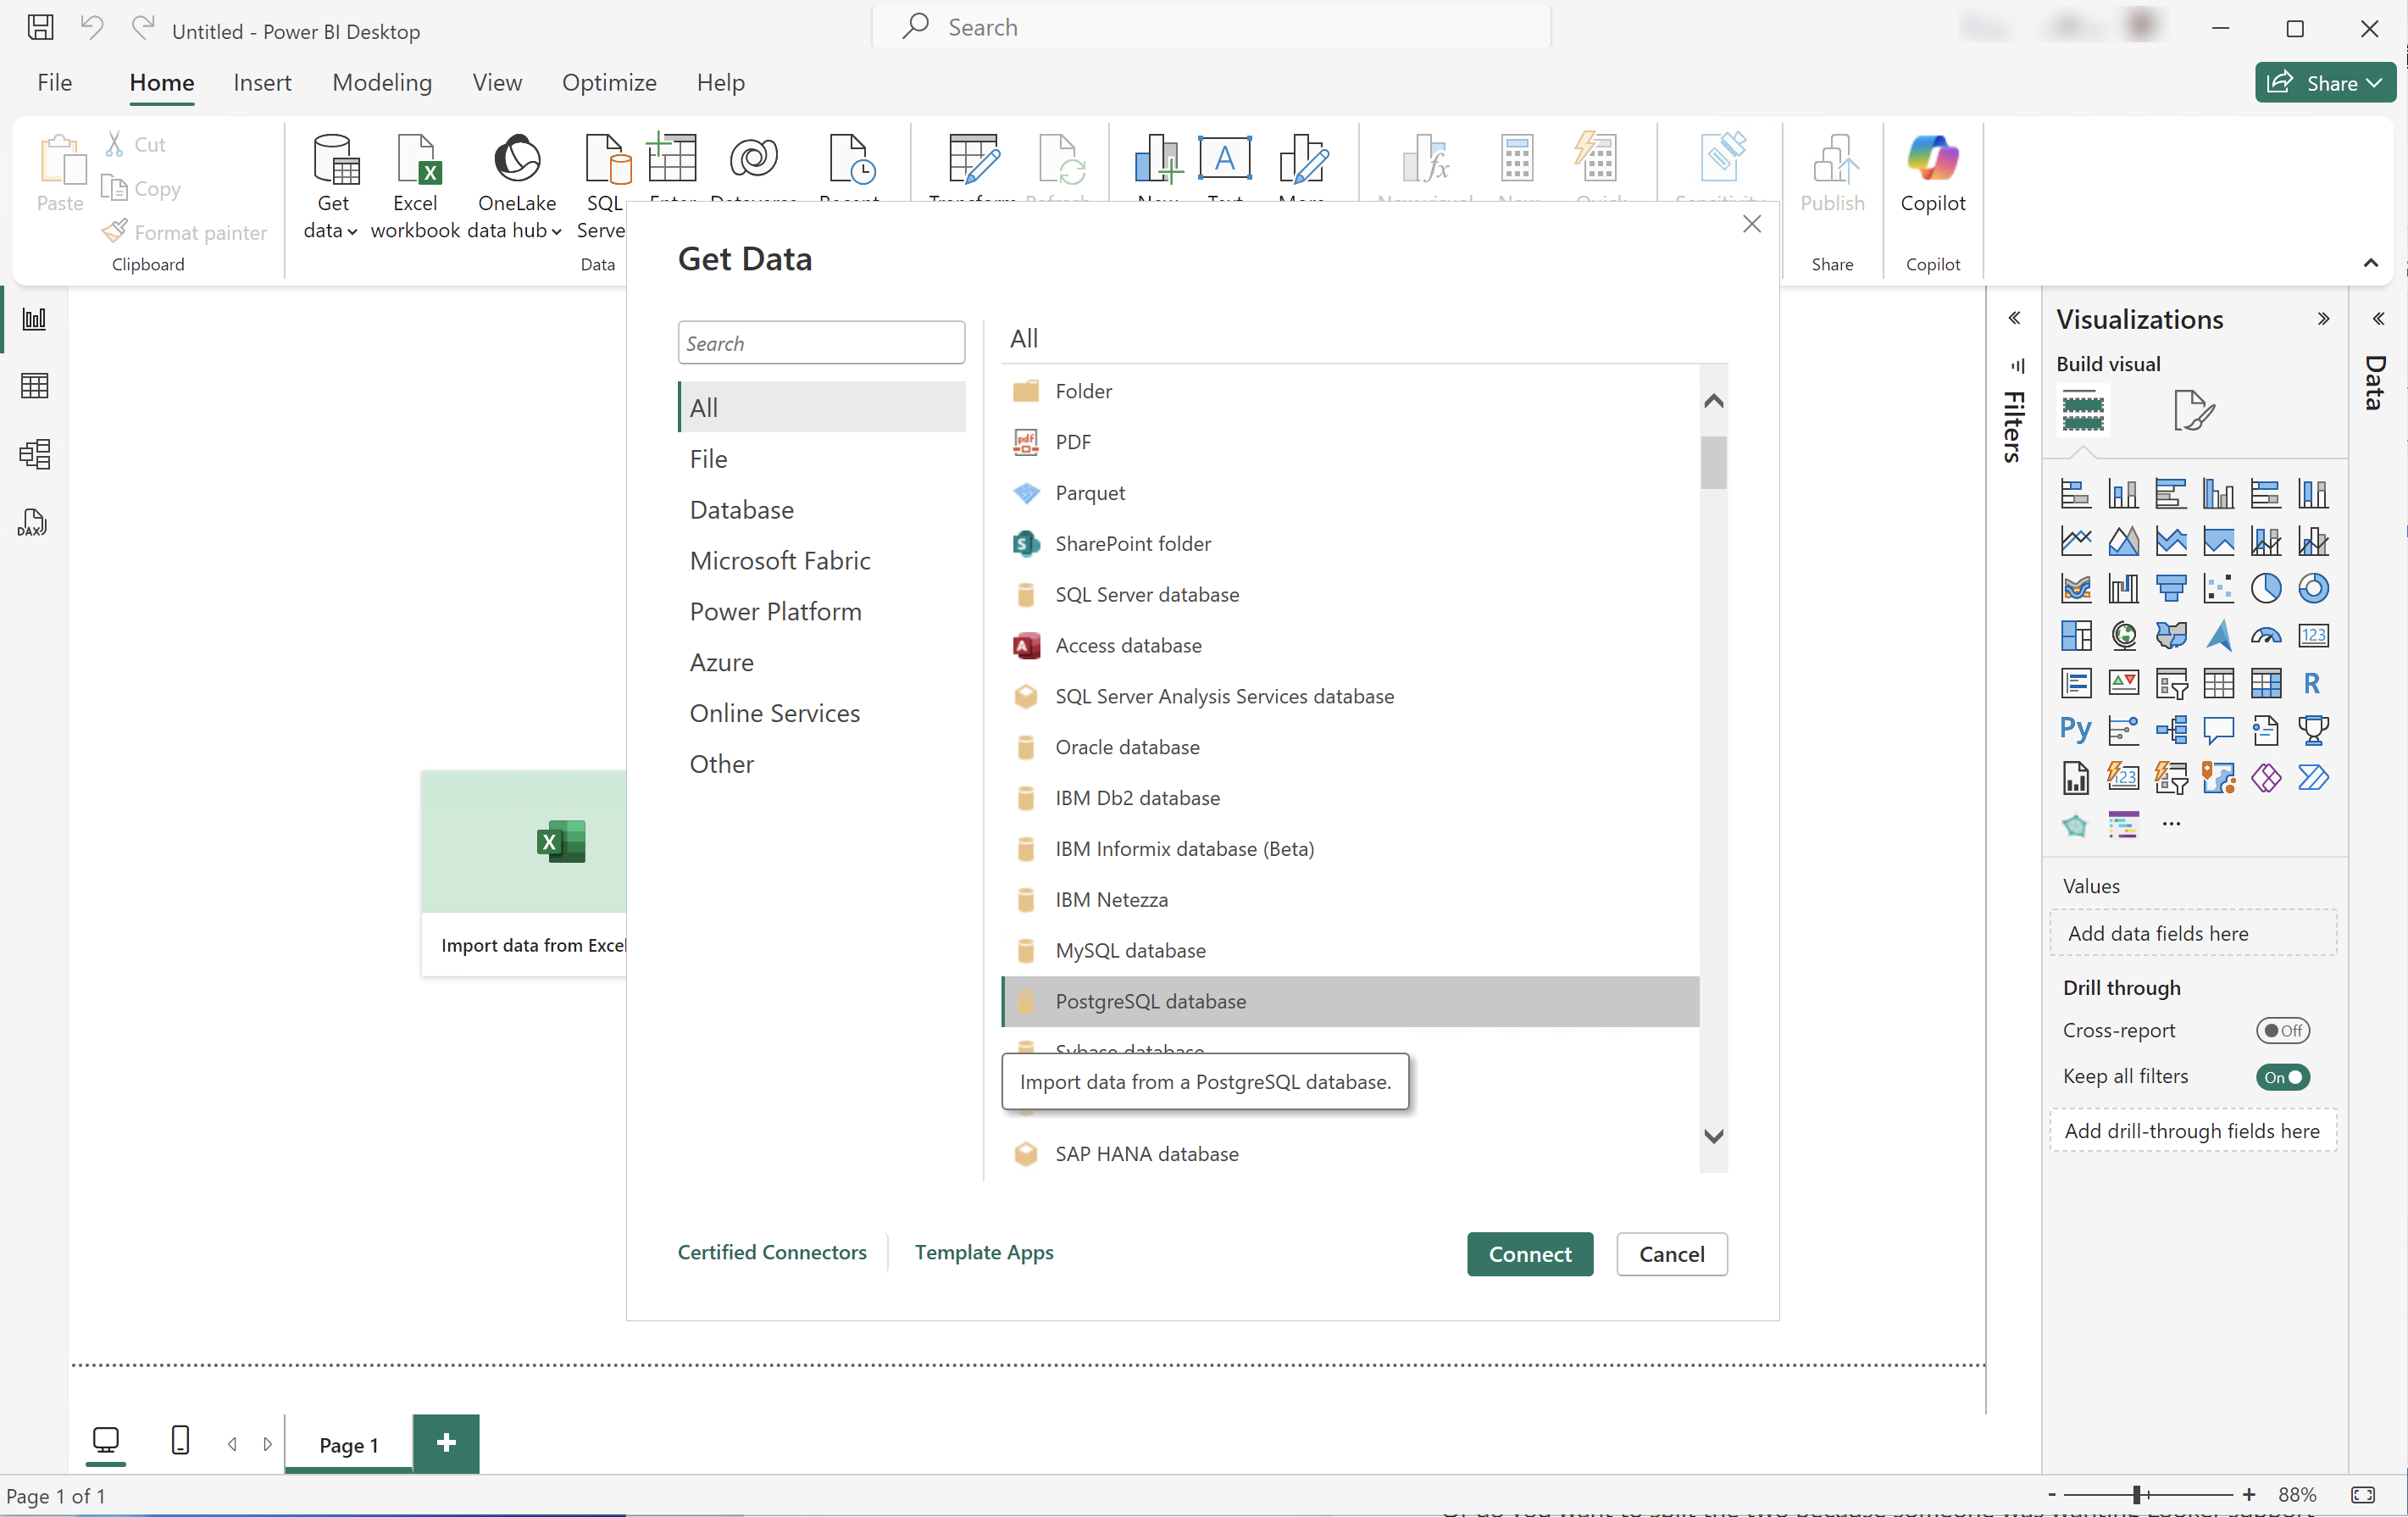 Untitled - Power BI Desktop
Search
File Home Insert Modeling View Optimize Help
Share
Paste
Cut
Copy
Format painter
Clipboard
Get data
Excel workbook
OneLake data hub
SQL
Data
Publish
Share
Copilot
Copilot
Get Data
Search
All
File
Database
Microsoft Fabric
Power Platform
Azure
Online Services
Other
All
Folder
PDF
Parquet
SharePoint folder
SQL Server database
Access database
SQL Server Analysis Services database
Oracle database
IBM Db2 database
IBM Informix database (Beta)
IBM Netezza
MySQL database
PostgreSQL database
Sybase database
Import data from a PostgreSQL database.
SAP HANA database
Certified Connectors
Template Apps
Connect
Cancel
Import data from Excel
Filters
Visualizations
Build visual
Data
123
R
Py
123
Values
Add data fields here
Drill through
Cross-report
Off
Keep all filters
On
Add drill-through fields here
DAX
Page 1
Page 1 of 1
88%